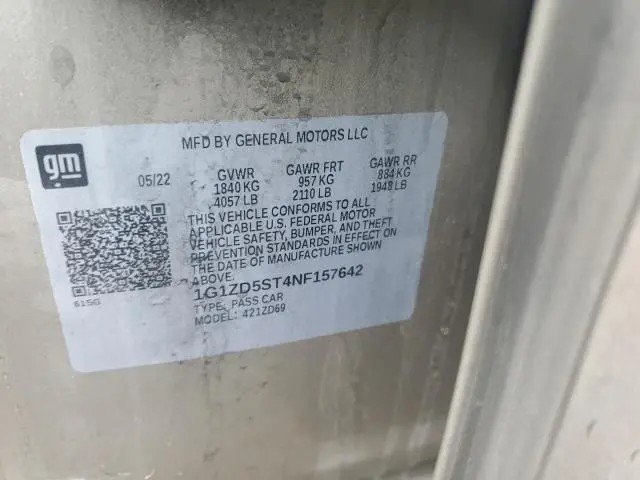 MFD BY GENERAL MOTORS LLC
gm
05/22
GVWR GAWR FRT GAWR RR
1840 KG 957 KG 884 KG
4057 LB 2110 LB 1948 LB
THIS VEHICLE CONFORMS TO ALL
APPLICABLE U.S. FEDERAL MOTOR
VEHICLE SAFETY, BUMPER, AND THEFT
PREVENTION STANDARDS IN EFFECT ON
THE DATE OF MANUFACTURE SHOWN
ABOVE.
1G1ZD5ST4NF157642
TYPE: PASS CAR
MODEL: 421ZD69
615G